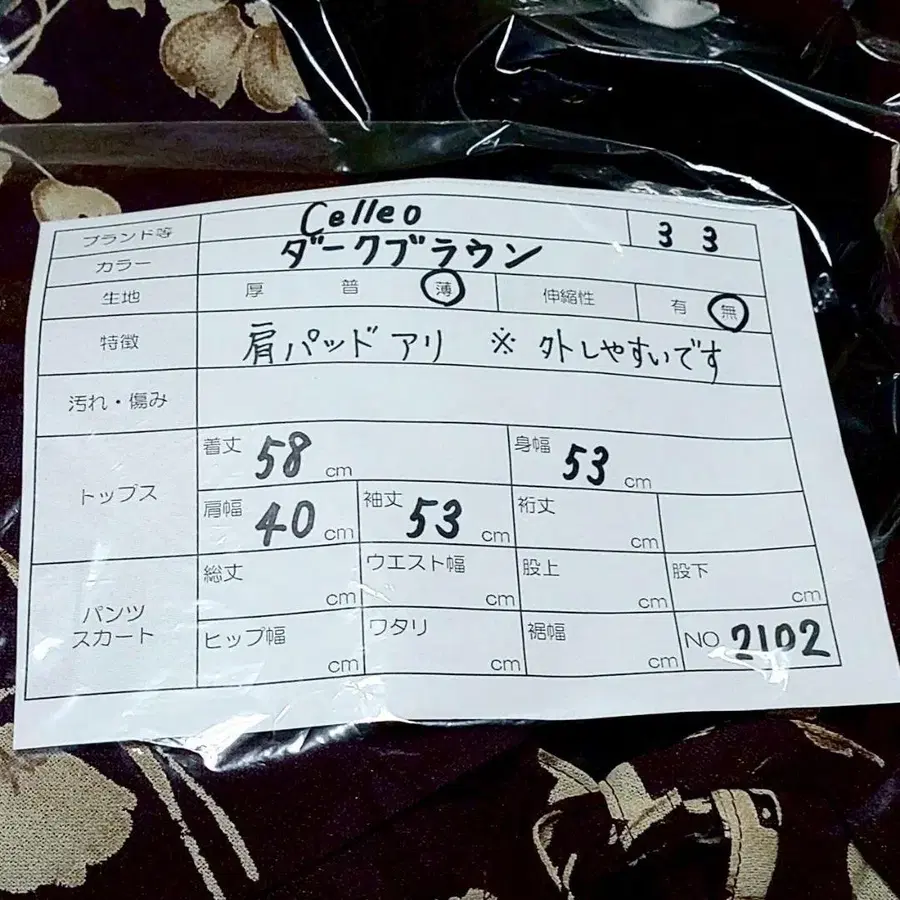 ブランド等 Celleo 33
カラー ダークブラウン
生地 厚 普 薄 伸縮性 有 無
特徴 肩パッドアリ ※外しやすいです
汚れ・傷み
トップス
着丈 58 cm 身幅 53 cm
肩幅 40 cm 袖丈 53 cm 裄丈 cm
パンツ
スカート
総丈 cm ウエスト幅 cm 股上 cm 股下 cm
ヒップ幅 cm ワタリ cm 裾幅 cm NO 2102